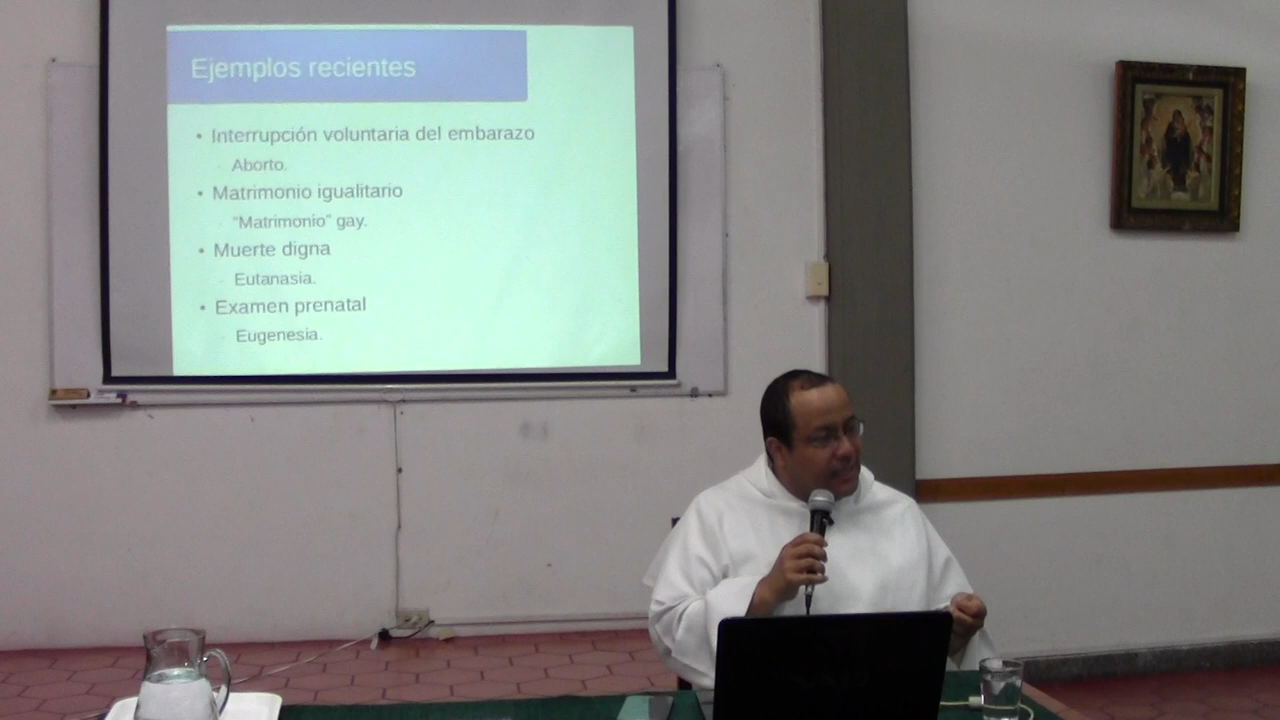 Ejemplos recientes
• Interrupción voluntaria del embarazo
- Aborto.
• Matrimonio igualitario
- "Matrimonio" gay.
• Muerte digna
- Eutanasia.
• Examen prenatal
- Eugenesia.